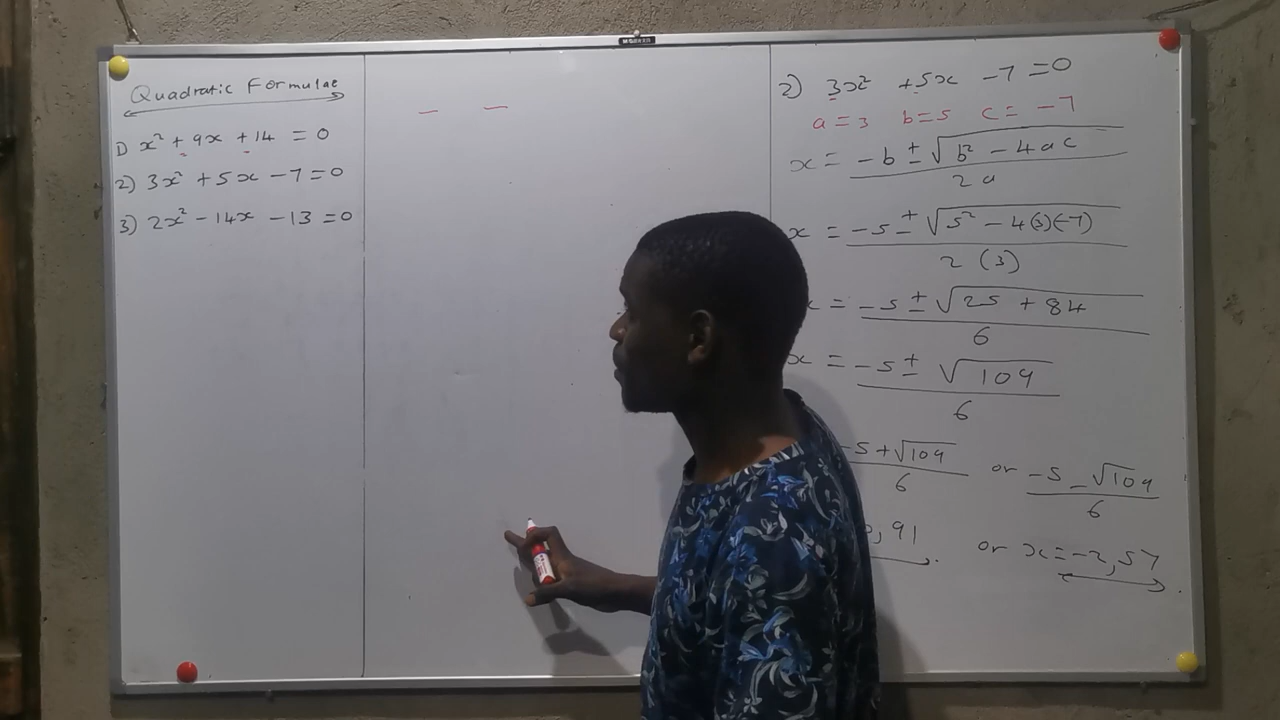 Quadratic Formulae
1) x² + 9x + 14 = 0
2) 3x² + 5x - 7 = 0
3) 2x² - 14x - 13 = 0
2) 3x² + 5x - 7 = 0
a = 3 b = 5 c = -7
x = -b ± √(b² - 4ac) / 2a
x = -5 ± √(5² - 4(3)(-7)) / 2(3)
x = -5 ± √(25 + 84) / 6
x = -5 ± √109 / 6
-5 + √109 / 6 or -5 - √109 / 6
,91 or x = -2,57